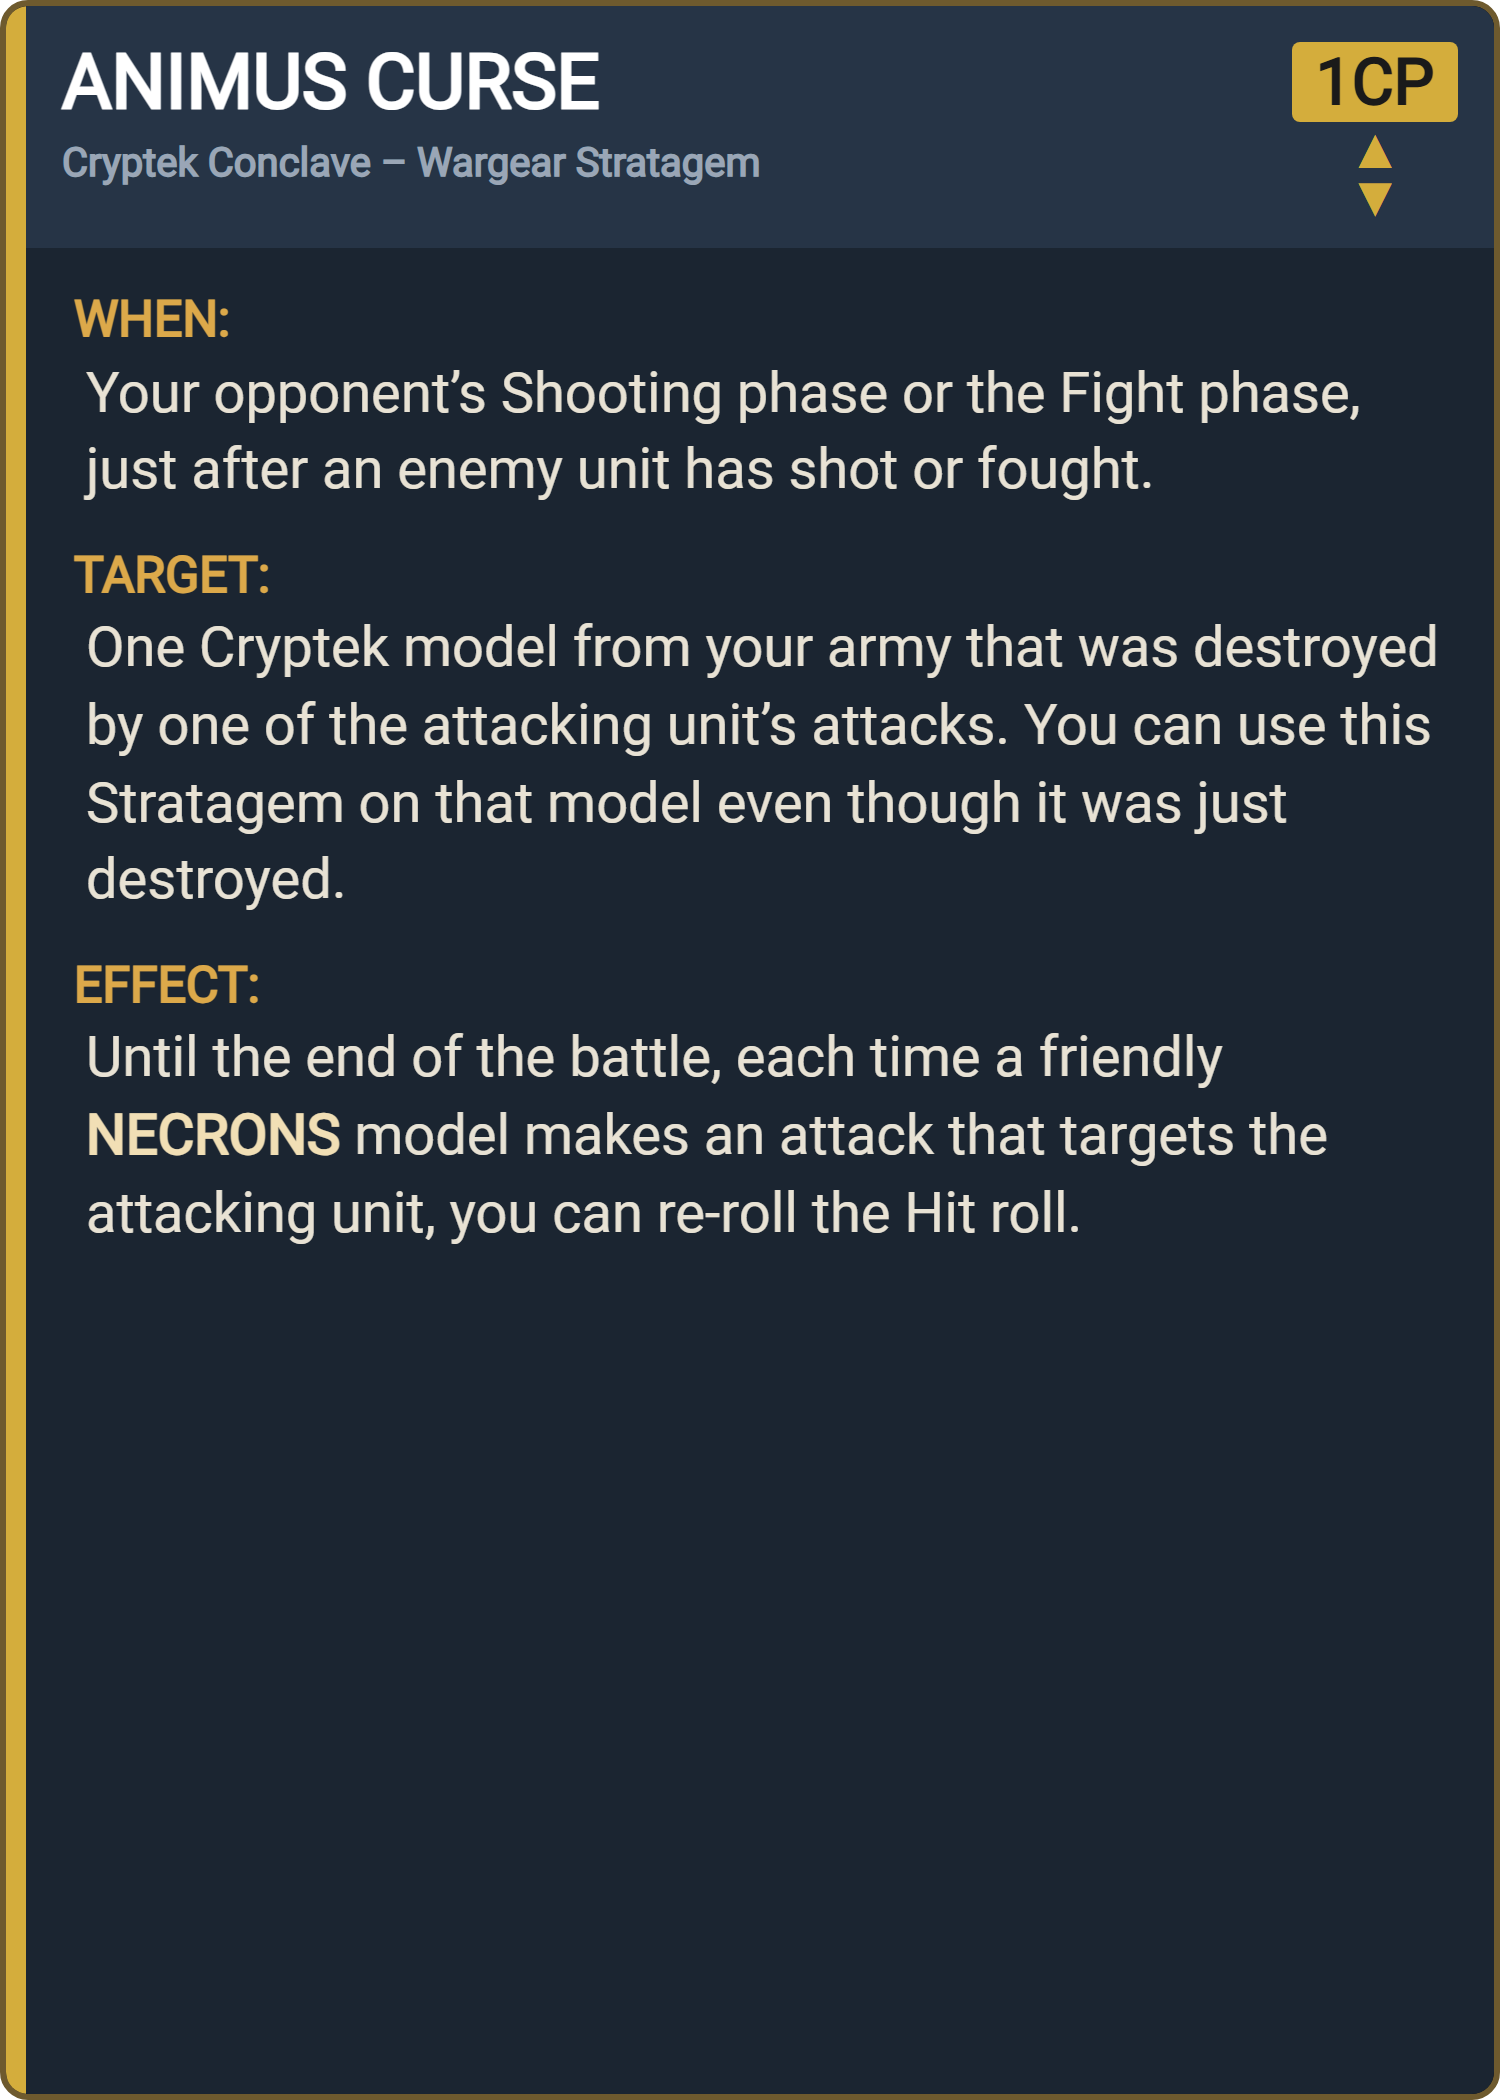 ANIMUS CURSE
1CP
Cryptek Conclave – Wargear Stratagem
▲
▼
WHEN:
Your opponent’s Shooting phase or the Fight phase,
just after an enemy unit has shot or fought.
TARGET:
One Cryptek model from your army that was destroyed
by one of the attacking unit’s attacks. You can use this
Stratagem on that model even though it was just
destroyed.
EFFECT:
Until the end of the battle, each time a friendly
NECRONS model makes an attack that targets the
attacking unit, you can re-roll the Hit roll.